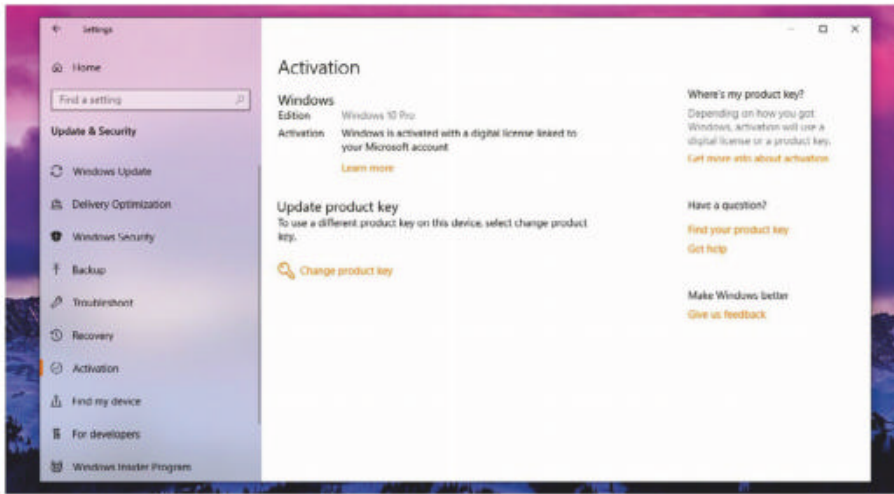 Settings
Home
Find a setting
Update & Security
Windows Update
Delivery Optimization
Windows Security
Backup
Troubleshoot
Recovery
Activation
Find my device
For developers
Windows Insider Program
Activation
Windows
Edition Windows 10 Pro
Activation Windows is activated with a digital license linked to
your Microsoft account
Learn more
Update product key
To use a different product key on this device, select change product
key.
Change product key
Where's my product key?
Depending on how you got
Windows, activation will use a
digital license or a product key.
Get more info about activation
Have a question?
Find your product key
Get help
Make Windows better
Give us feedback